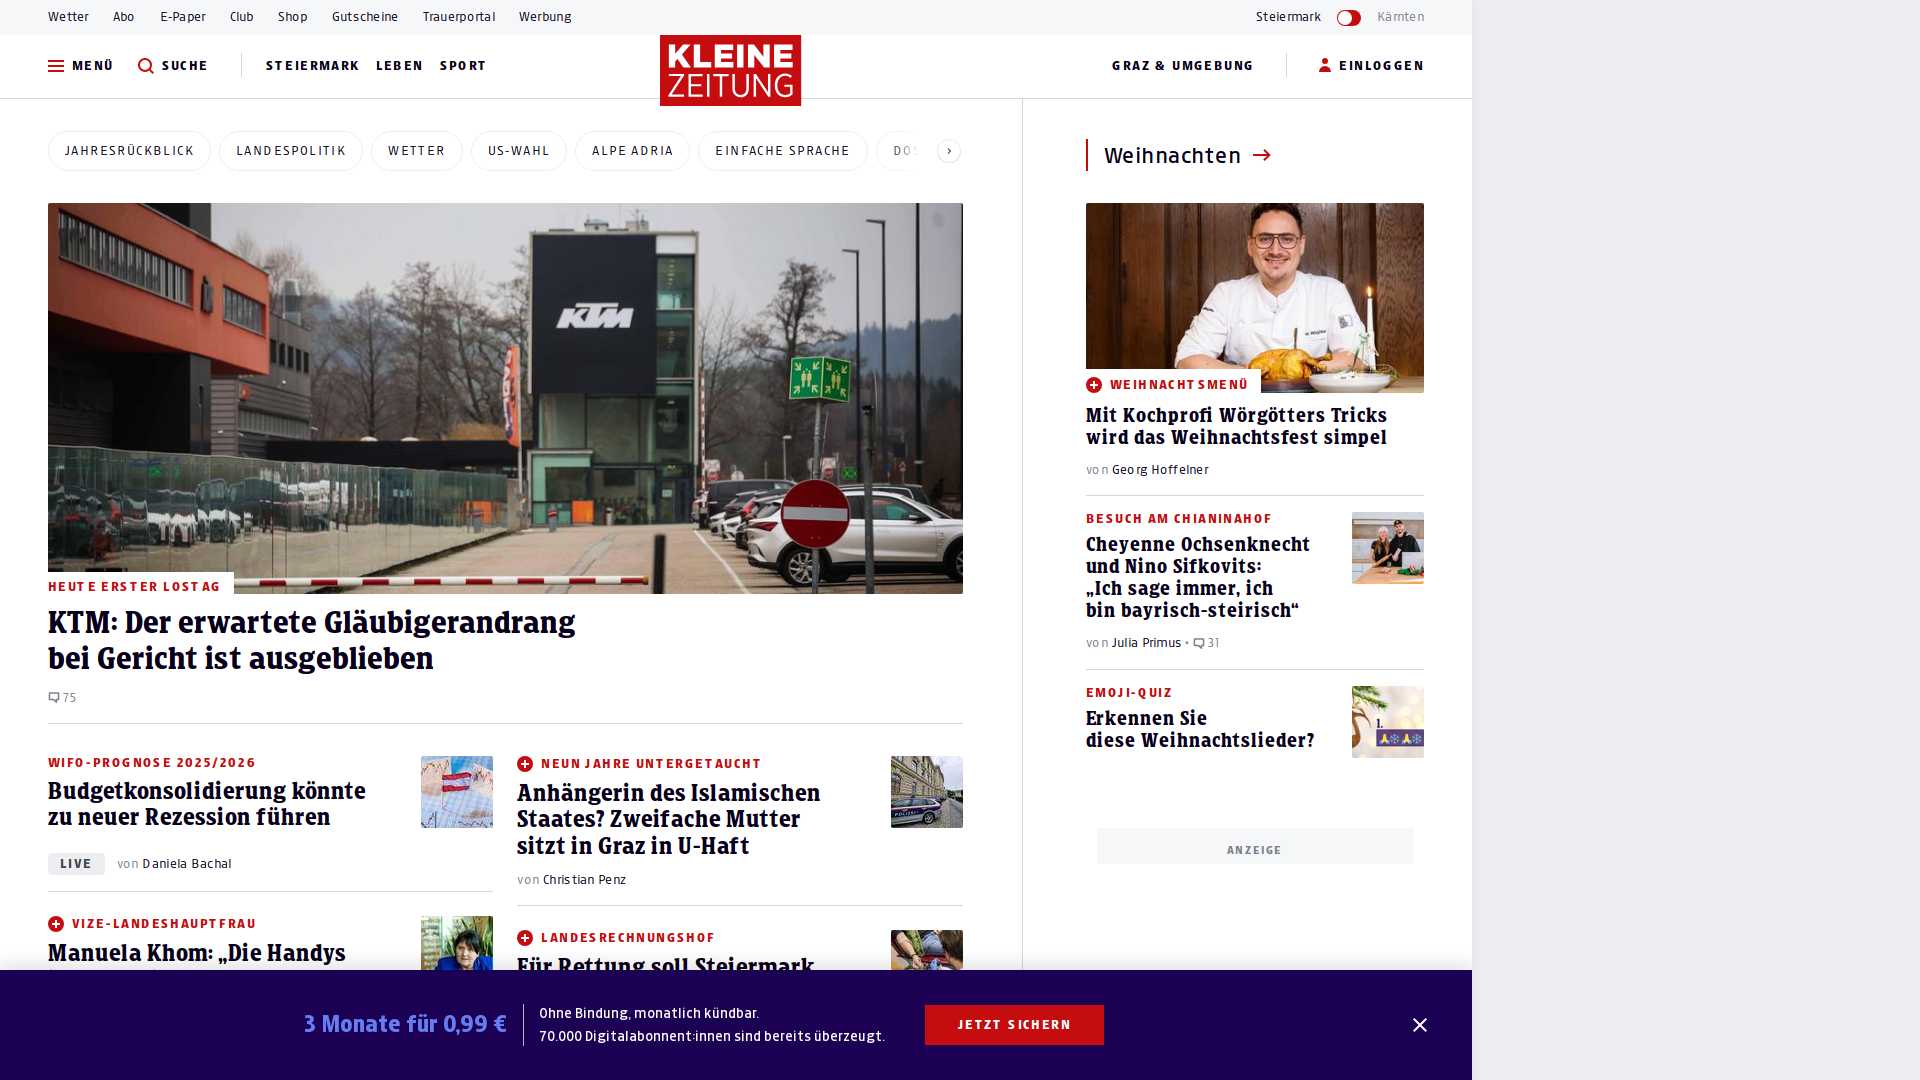 Wetter Abo E-Paper Club Shop Gutscheine Trauerportal Werbung Steiermark Kärnten
MENÜ SUCHE STEIERMARK LEBEN SPORT KLEINE ZEITUNG GRAZ & UMGEBUNG EINLOGGEN
JAHRESRÜCKBLICK LANDESPOLITIK WETTER US-WAHL ALPE ADRIA EINFACHE SPRACHE
KTM
HEUTE ERSTER LOSTAG
KTM: Der erwartete Gläubigerandrang
bei Gericht ist ausgeblieben
75
WIFO-PROGNOSE 2025/2026
Budgetkonsolidierung könnte
zu neuer Rezession führen
LIVE von Daniela Bachal
VIZE-LANDESHAUPTFRAU
Manuela Khom: „Die Handys
NEUN JAHRE UNTERGETAUCHT
Anhängerin des Islamischen
Staates? Zweifache Mutter
sitzt in Graz in U-Haft
von Christian Penz
POLIZEI
LANDESRECHNUNGSHOF
Für Rettung soll Steiermark
Weihnachten
WEIHNACHTSMENÜ
Mit Kochprofi Wörgötters Tricks
wird das Weihnachtsfest simpel
von Georg Hoffelner
BESUCH AM CHIANINAHOF
Cheyenne Ochsenknecht
und Nino Sifkovits:
„Ich sage immer, ich
bin bayrisch-steirisch“
von Julia Primus • 31
EMOJI-QUIZ
Erkennen Sie
diese Weihnachtslieder?
1.
ANZEIGE
3 Monate für 0,99 €
Ohne Bindung, monatlich kündbar.
70.000 Digitalabonnent:innen sind bereits überzeugt.
JETZT SICHERN